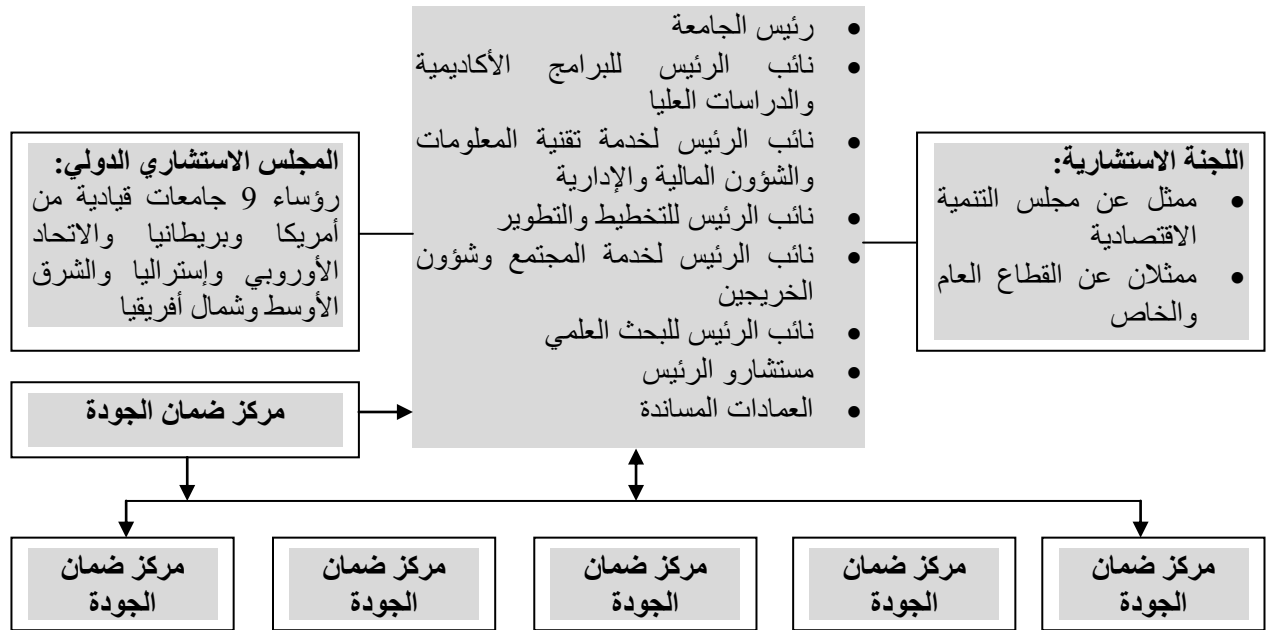 رئيس الجامعة
نائب الرئيس للبرامج الأكاديمية
والدراسات العليا
نائب الرئيس لخدمة تقنية المعلومات
والشؤون المالية والإدارية
نائب الرئيس للتخطيط والتطوير
نائب الرئيس لخدمة المجتمع وشؤون
الخريجين
نائب الرئيس للبحث العلمي
مستشارو الرئيس
العمادات المساندة
اللجنة الاستشارية:
ممثل عن مجلس التنمية
الاقتصادية
ممثلان عن القطاع العام
والخاص
المجلس الاستشاري الدولي:
رؤساء 9 جامعات قيادية من
أمريكا وبريطانيا والاتحاد
الأوروبي وإستراليا والشرق
الأوسط وشمال أفريقيا
مركز ضمان الجودة
مركز ضمان
الجودة
مركز ضمان
الجودة
مركز ضمان
الجودة
مركز ضمان
الجودة
مركز ضمان
الجودة